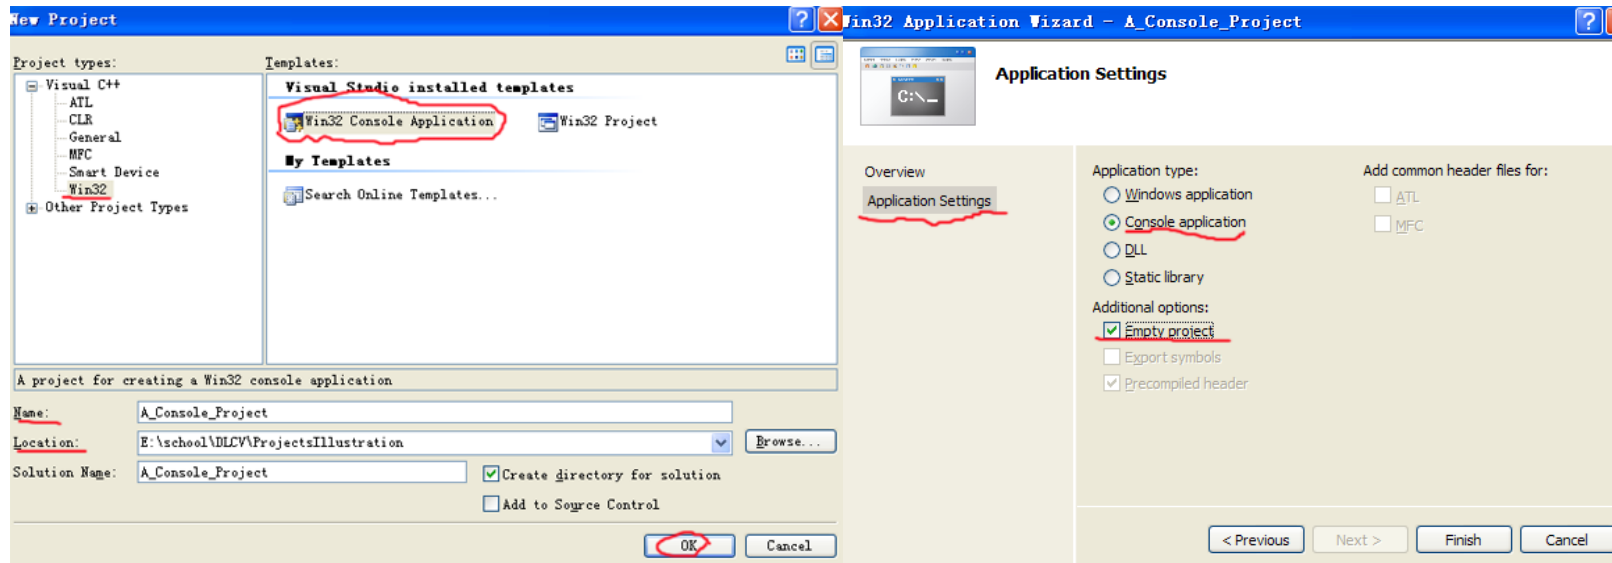 New Project
Project types:
Templates:
Visual C++
ATL
CLR
General
MFC
Smart Device
Win32
Other Project Types
Visual Studio installed templates
Win32 Console Application
Win32 Project
My Templates
Search Online Templates...
A project for creating a Win32 console application
Name:
A_Console_Project
Location:
E:\school\DLCV\ProjectsIllustration
Browse...
Solution Name:
A_Console_Project
Create directory for solution
Add to Source Control
OK
Cancel
Win32 Application Wizard - A_Console_Project
C:\_
Application Settings
Overview
Application Settings
Application type:
Windows application
Console application
DLL
Static library
Additional options:
Empty project
Export symbols
Precompiled header
Add common header files for:
ATL
MFC
< Previous
Next >
Finish
Cancel